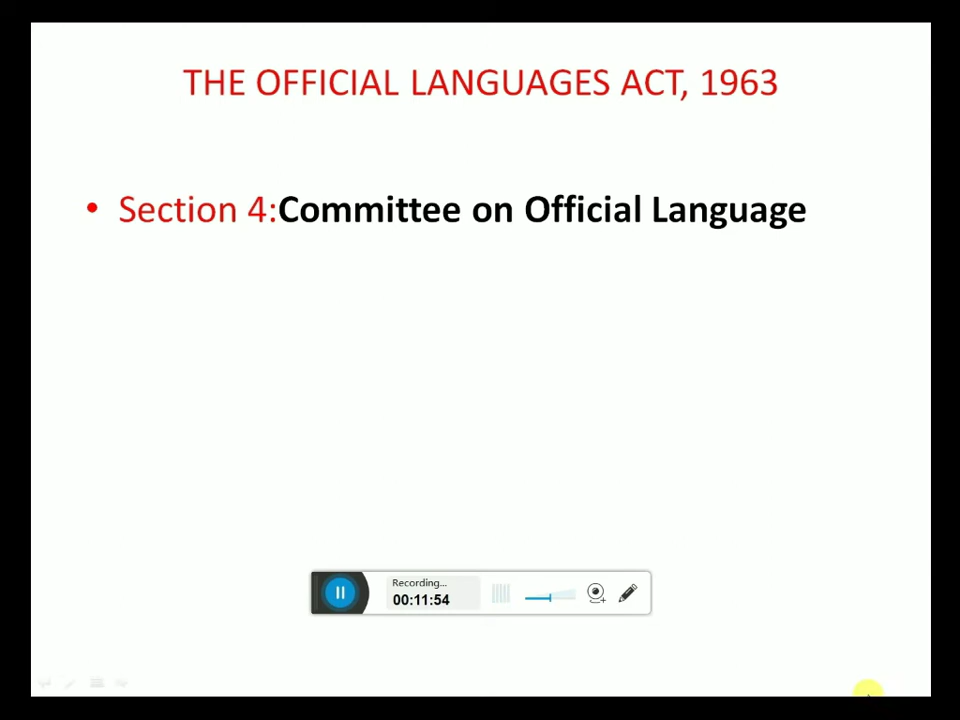 THE OFFICIAL LANGUAGES ACT, 1963
• Section 4:Committee on Official Language
Recording...
00:11:54